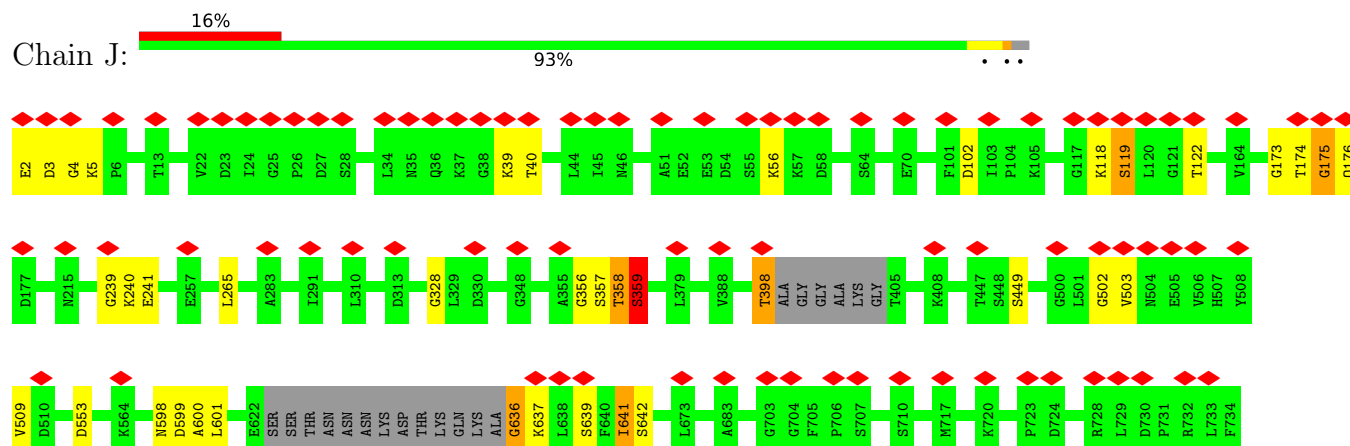 16%
Chain J:
93%
E2 D3 G4 K5 P6 T13 V22 D23 I24 G25 P26 D27 S28 L34 N35 Q36 K37 G38 K39 T40 L44 I45 N46 A51 E52 E53 D54 S55 K56 K57 D58 S64 E70 F101 D102 I103 P104 K105 G117 K118 S119 L120 G121 T122 V164 G173 T174 G175 Q176
D177 N215 G239 K240 E241 E257 L265 A283 I291 L310 D313 G328 L329 D330 G348 A355 G356 S357 T358 S359 L379 V388 T398 ALA GLY GLY ALA LYS GLY T405 K408 T447 S448 S449 G500 L501 G502 V503 N504 E505 V506 H507 Y508
V509 D510 D553 K564 N598 D599 A600 L601 E622 SER SER THR ASN ASN ASN LYS ASP THR LYS GLN LYS ALA G636 K637 L638 S639 F640 I641 S642 L673 A683 G703 G704 F705 P706 S707 S710 M717 K720 P723 D724 R728 L729 D730 P731 R732 L733 F734